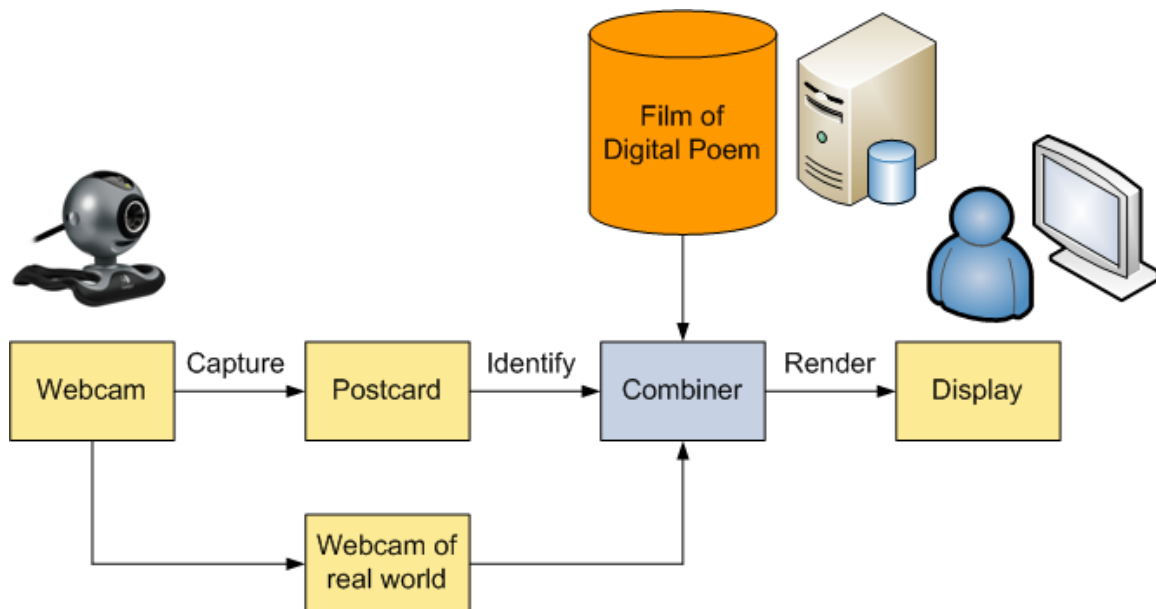 Film of
Digital Poem
Webcam
Capture
Postcard
Identify
Combiner
Render
Display
Webcam of
real world